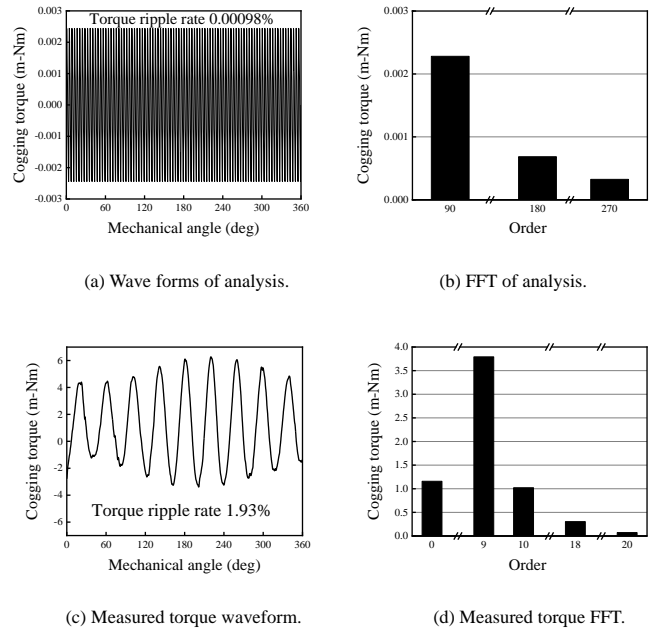 Torque ripple rate 0.00098%
Cogging torque (m-Nm)
0.003
0.002
0.001
0.000
-0.001
-0.002
-0.003
0 60 120 180 240 300 360
Mechanical angle (deg)
(a) Wave forms of analysis.
Cogging torque (m-Nm)
0.003
0.002
0.001
0.000
90 180 270
Order
(b) FFT of analysis.
Cogging torque (m-Nm)
6
4
2
0
-2
-4
-6
Torque ripple rate 1.93%
0 60 120 180 240 300 360
Mechanical angle (deg)
(c) Measured torque waveform.
Cogging torque (m-Nm)
4.0
3.5
3.0
2.5
2.0
1.5
1.0
0.5
0.0
0 9 10 18 20
Order
(d) Measured torque FFT.